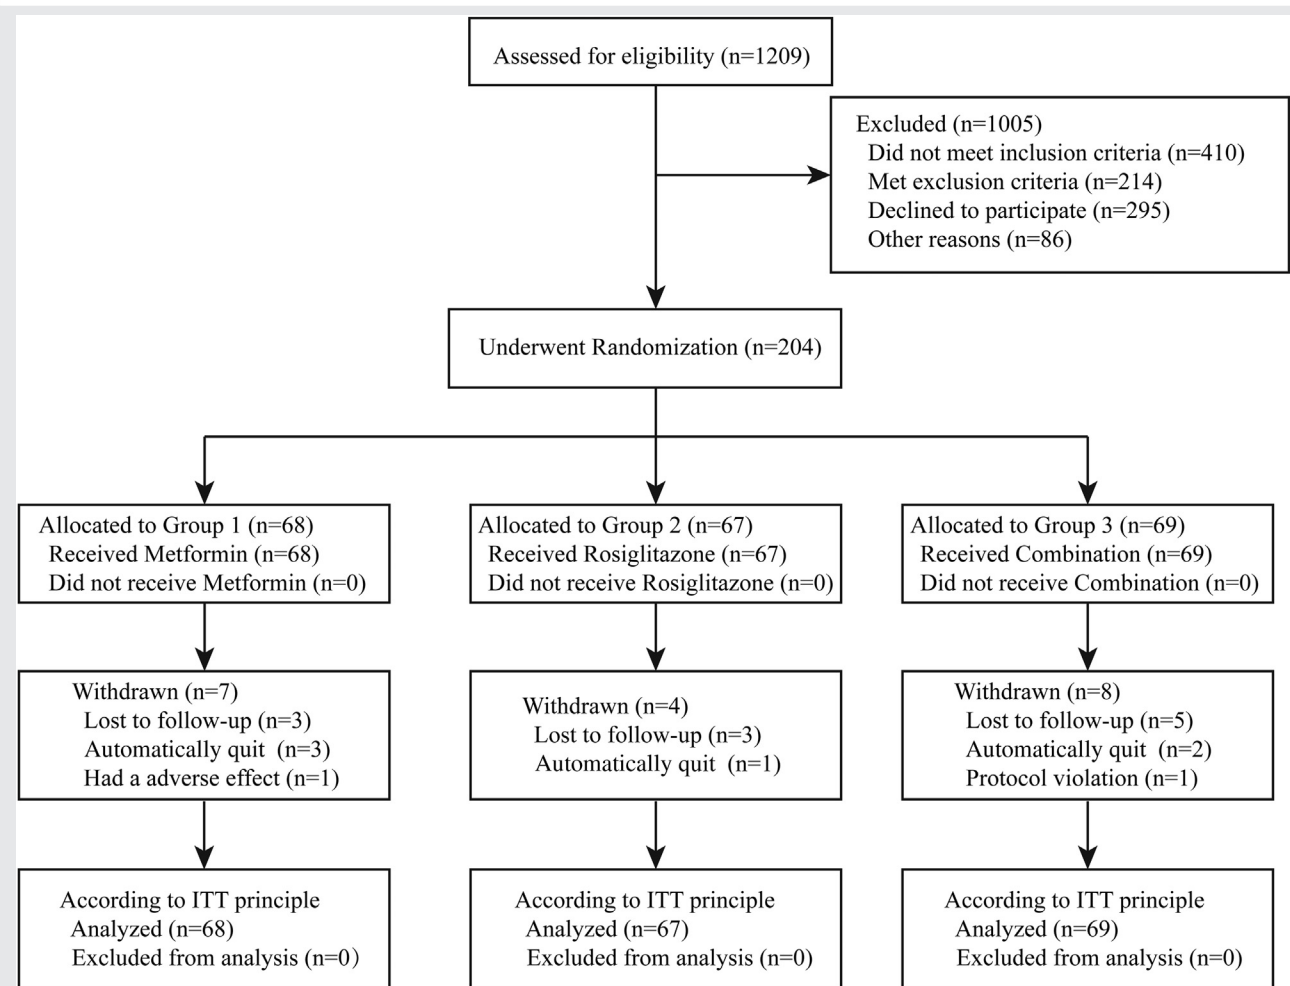 Assessed for eligibility (n=1209)
Excluded (n=1005)
Did not meet inclusion criteria (n=410)
Met exclusion criteria (n=214)
Declined to participate (n=295)
Other reasons (n=86)
Underwent Randomization (n=204)
Allocated to Group 1 (n=68)
Received Metformin (n=68)
Did not receive Metformin (n=0)
Allocated to Group 2 (n=67)
Received Rosiglitazone (n=67)
Did not receive Rosiglitazone (n=0)
Allocated to Group 3 (n=69)
Received Combination (n=69)
Did not receive Combination (n=0)
Withdrawn (n=7)
Lost to follow-up (n=3)
Automatically quit (n=3)
Had a adverse effect (n=1)
Withdrawn (n=4)
Lost to follow-up (n=3)
Automatically quit (n=1)
Withdrawn (n=8)
Lost to follow-up (n=5)
Automatically quit (n=2)
Protocol violation (n=1)
According to ITT principle
Analyzed (n=68)
Excluded from analysis (n=0）
According to ITT principle
Analyzed (n=67)
Excluded from analysis (n=0)
According to ITT principle
Analyzed (n=69)
Excluded from analysis (n=0)